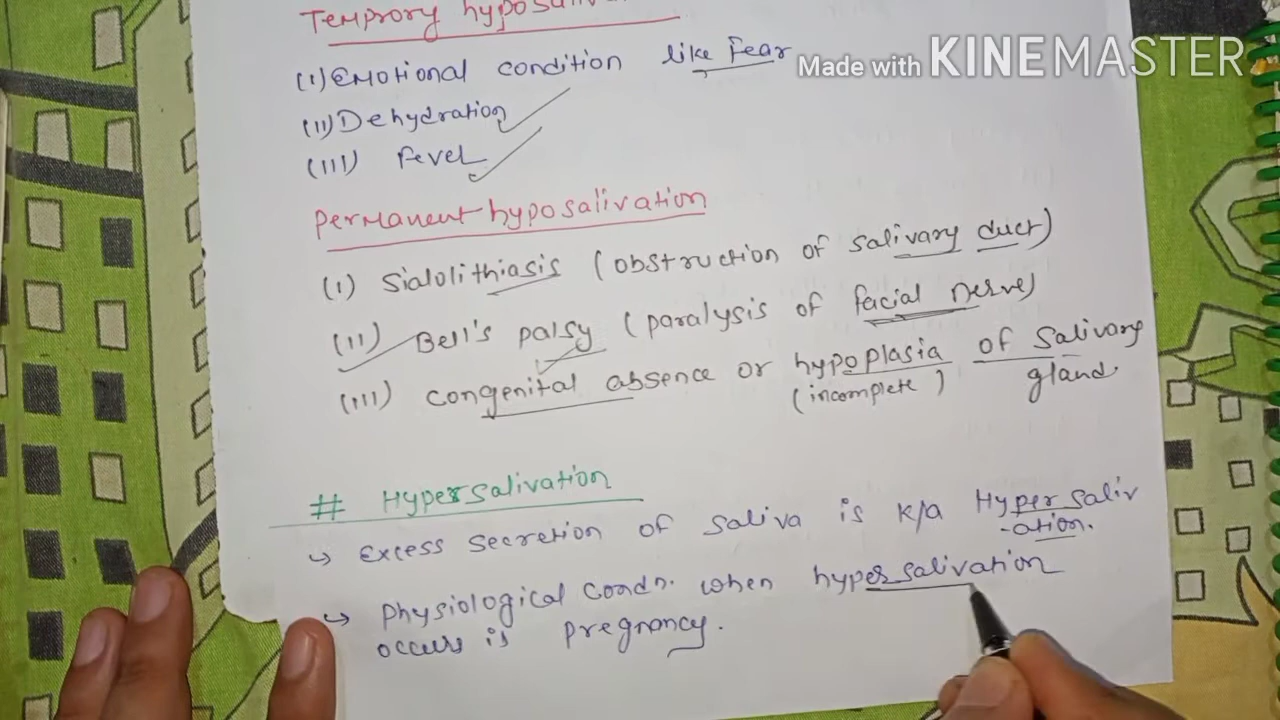 Temprory hyposaliv
Made with KINEMASTER
(I) Emotional condition like fear
(II) Dehydration
(III) Fever
Permanent hyposalivation
(I) Sialolithiasis (obstruction of salivary duct)
(II) Bell's palsy (paralysis of facial nerve)
(III) Congenital absence or hypoplasia of Salivary
(incomplete) gland.
# Hypersalivation
↳ Excess secretion of saliva is k/a Hypersaliv
-ation.
↳ Physiological condn. when hypersalivation
occurs is pregnancy.